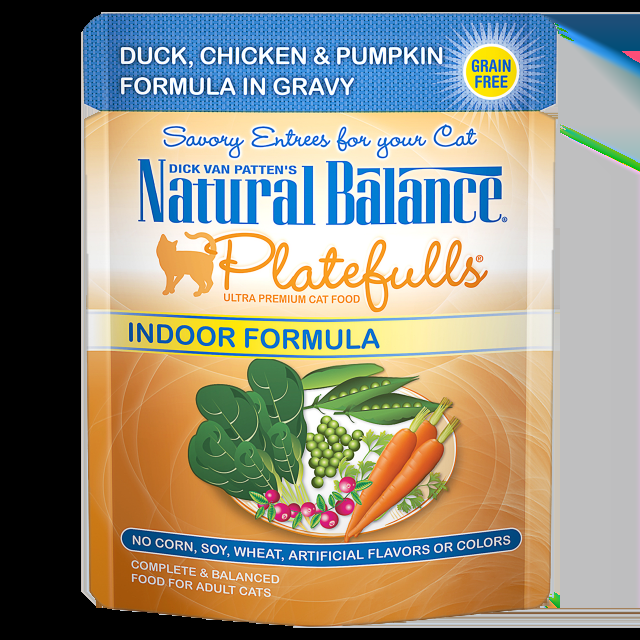 DUCK, CHICKEN & PUMPKIN
FORMULA IN GRAVY
GRAIN
FREE
Savory Entrees for your Cat
DICK VAN PATTEN'S
Natural Balance®
Platefulls®
ULTRA PREMIUM CAT FOOD
INDOOR FORMULA
NO CORN, SOY, WHEAT, ARTIFICIAL FLAVORS OR COLORS
COMPLETE & BALANCED
FOOD FOR ADULT CATS